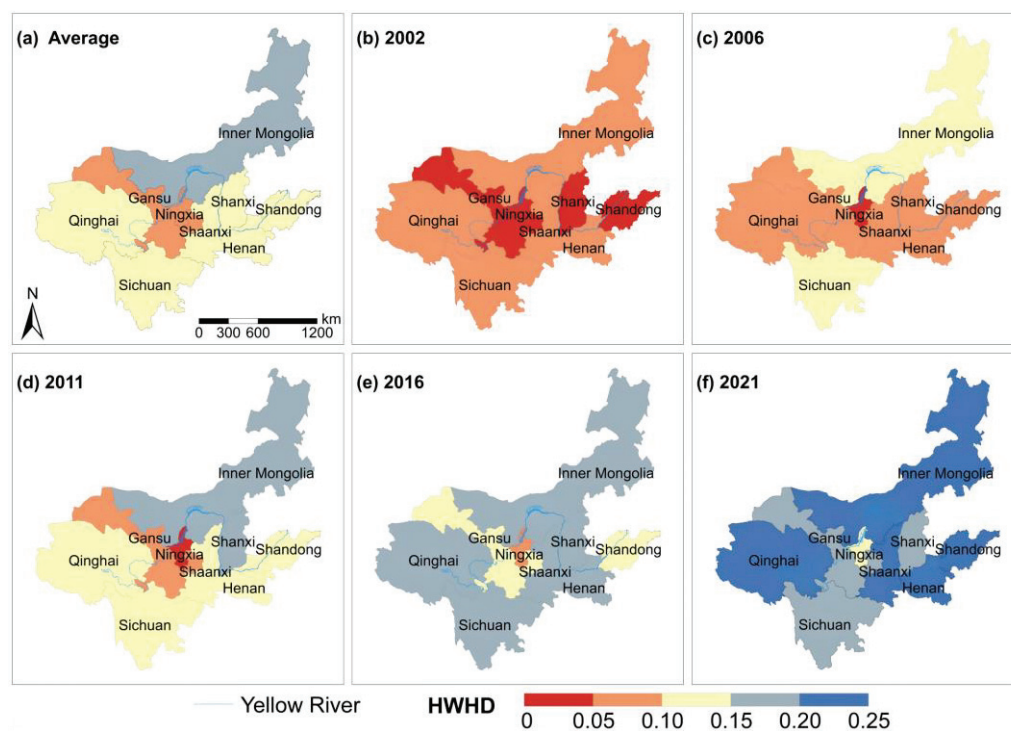 (a) Average
Inner Mongolia
Gansu
Shanxi
Qinghai
Ningxia
Shandong
Shaanxi
Henan
Sichuan
N
km
0 300 600 1200
(b) 2002
Inner Mongolia
Gansu
Shanxi
Qinghai
Ningxia
Shandong
Shaanxi
Henan
Sichuan
(c) 2006
Inner Mongolia
Gansu
Shanxi
Qinghai
Ningxia
Shandong
Shaanxi
Henan
Sichuan
(d) 2011
Inner Mongolia
Gansu
Shanxi
Qinghai
Ningxia
Shandong
Shaanxi
Henan
Sichuan
(e) 2016
Inner Mongolia
Gansu
Shanxi
Qinghai
Ningxia
Shandong
Shaanxi
Henan
Sichuan
(f) 2021
Inner Mongolia
Gansu
Shanxi
Qinghai
Ningxia
Shandong
Shaanxi
Henan
Sichuan
Yellow River
HWHD
0 0.05 0.10 0.15 0.20 0.25